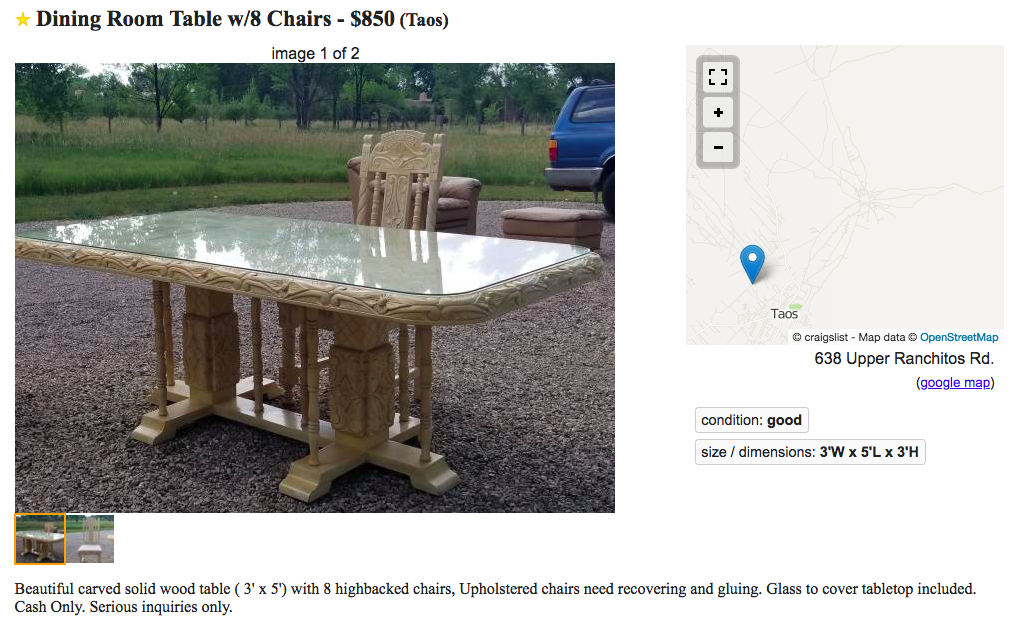 Dining Room Table w/8 Chairs - $850 (Taos)
image 1 of 2
+
-
Taos
© craigslist - Map data © OpenStreetMap
638 Upper Ranchitos Rd.
(google map)
condition: good
size / dimensions: 3'W x 5'L x 3'H
Beautiful carved solid wood table ( 3' x 5') with 8 highbacked chairs, Upholstered chairs need recovering and gluing. Glass to cover tabletop included.
Cash Only. Serious inquiries only.